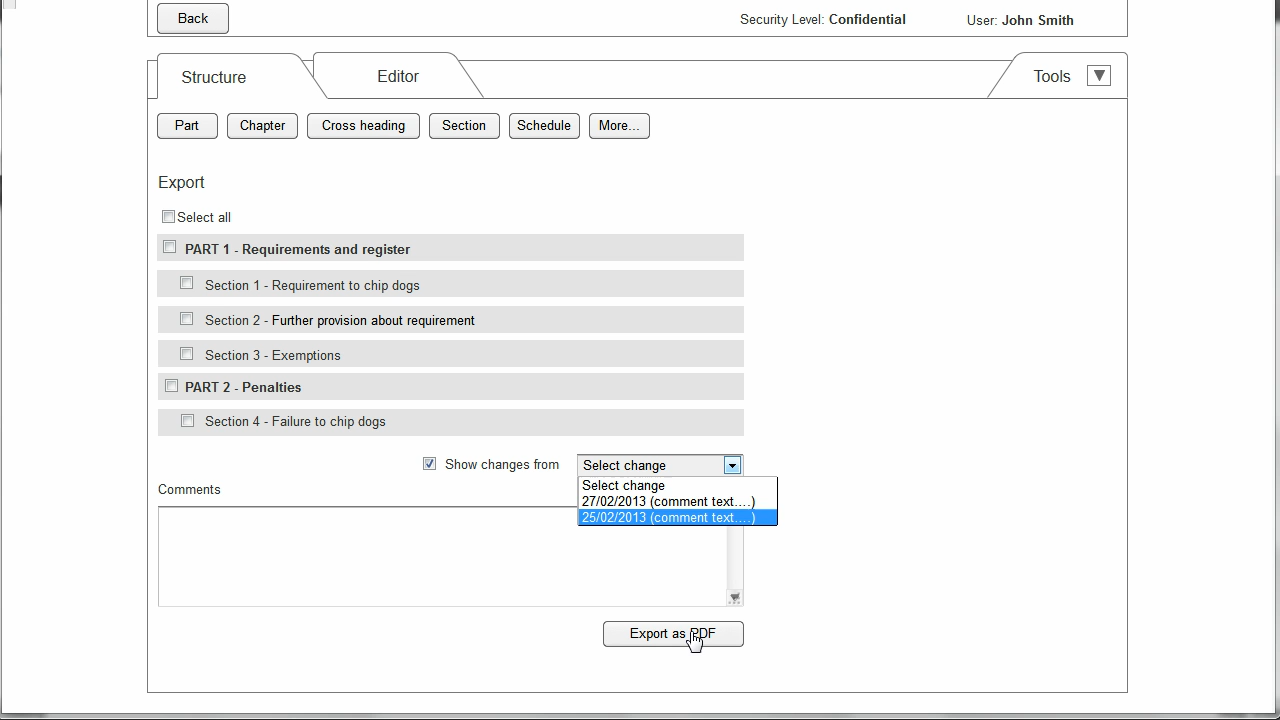 Back
Security Level: Confidential
User: John Smith
Structure
Editor
Tools
Part
Chapter
Cross heading
Section
Schedule
More...
Export
Select all
PART 1 - Requirements and register
Section 1 - Requirement to chip dogs
Section 2 - Further provision about requirement
Section 3 - Exemptions
PART 2 - Penalties
Section 4 - Failure to chip dogs
Show changes from
Select change
Select change
27/02/2013 (comment text....)
25/02/2013 (comment text....)
Comments
Export as PDF